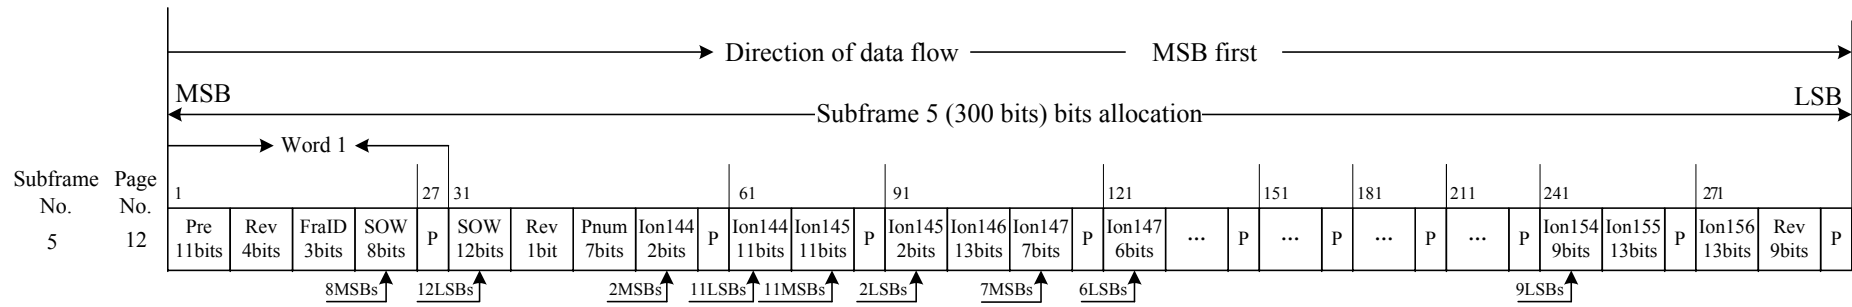 Direction of data flow MSB first
MSB LSB
Subframe 5 (300 bits) bits allocation
Word 1
Subframe No. Page No. 1 27 31 61 91 121 151 181 211 241 271
5 12 Pre 11bits Rev 4bits FraID 3bits SOW 8bits P SOW 12bits Rev 1bit Pnum 7bits Ion144 2bits P Ion144 11bits Ion145 11bits P Ion145 2bits Ion146 13bits Ion147 7bits P Ion147 6bits ... P ... P ... P ... P Ion154 9bits Ion155 13bits P Ion156 13bits Rev 9bits P
8MSBs 12LSBs 2MSBs 11LSBs 11MSBs 2LSBs 7MSBs 6LSBs 9LSBs